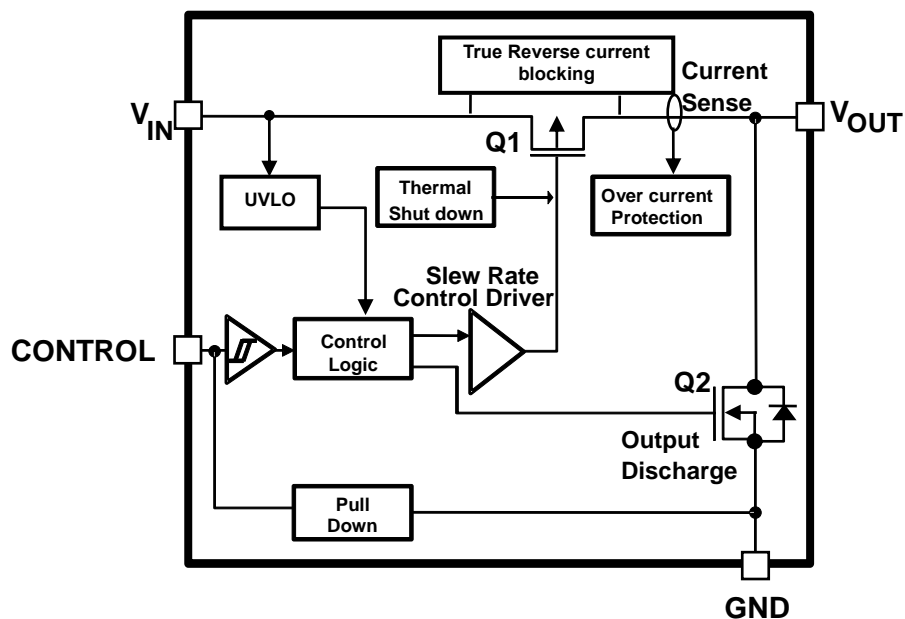 True Reverse current
blocking
Current
Sense
VIN
VOUT
Q1
UVLO
Thermal
Shut down
Over current
Protection
Slew Rate
Control Driver
CONTROL
Control
Logic
Q2
Output
Discharge
Pull
Down
GND